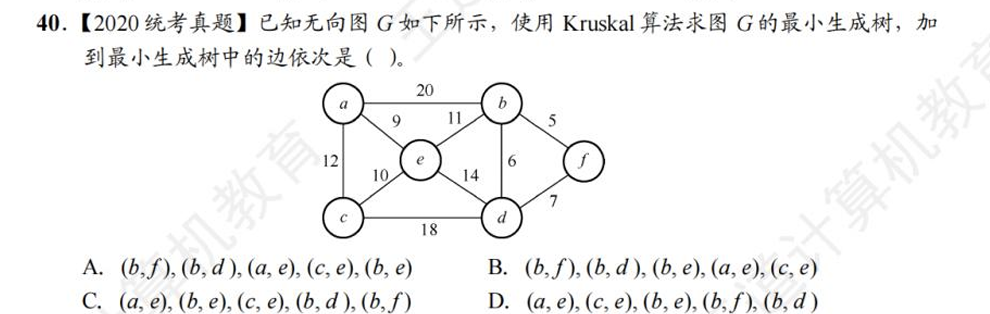 40.【2020 统考真题】已知无向图 G 如下所示，使用 Kruskal 算法求图 G 的最小生成树，加
到最小生成树中的边依次是（ ）。
20
a
b
9
11
5
12
e
6
f
10
14
7
c
d
18
A. (b,f), (b, d ), (a, e), (c, e), (b, e)
B. (b,f), (b, d ), (b, e), (a, e), (c, e)
C. (a, e), (b, e), (c, e), (b, d ), (b,f)
D. (a, e), (c, e), (b, e), (b,f), (b, d )
算机教育
道计算机教育